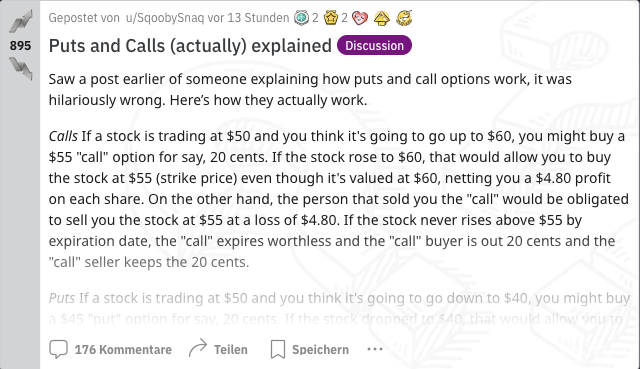 Gepostet von u/SqoobySnaq vor 13 Stunden 2 2
895
Puts and Calls (actually) explained Discussion
Saw a post earlier of someone explaining how puts and call options work, it was
hilariously wrong. Here’s how they actually work.
Calls If a stock is trading at $50 and you think it's going to go up to $60, you might buy a
$55 "call" option for say, 20 cents. If the stock rose to $60, that would allow you to buy
the stock at $55 (strike price) even though it's valued at $60, netting you a $4.80 profit
on each share. On the other hand, the person that sold you the "call" would be obligated
to sell you the stock at $55 at a loss of $4.80. If the stock never rises above $55 by
expiration date, the "call" expires worthless and the "call" buyer is out 20 cents and the
"call" seller keeps the 20 cents.
Puts If a stock is trading at $50 and you think it's going to go down to $40, you might buy
a $45 "put" option for say, 20 cents. If the stock dropped to $40, that would allow you to
176 Kommentare Teilen Speichern